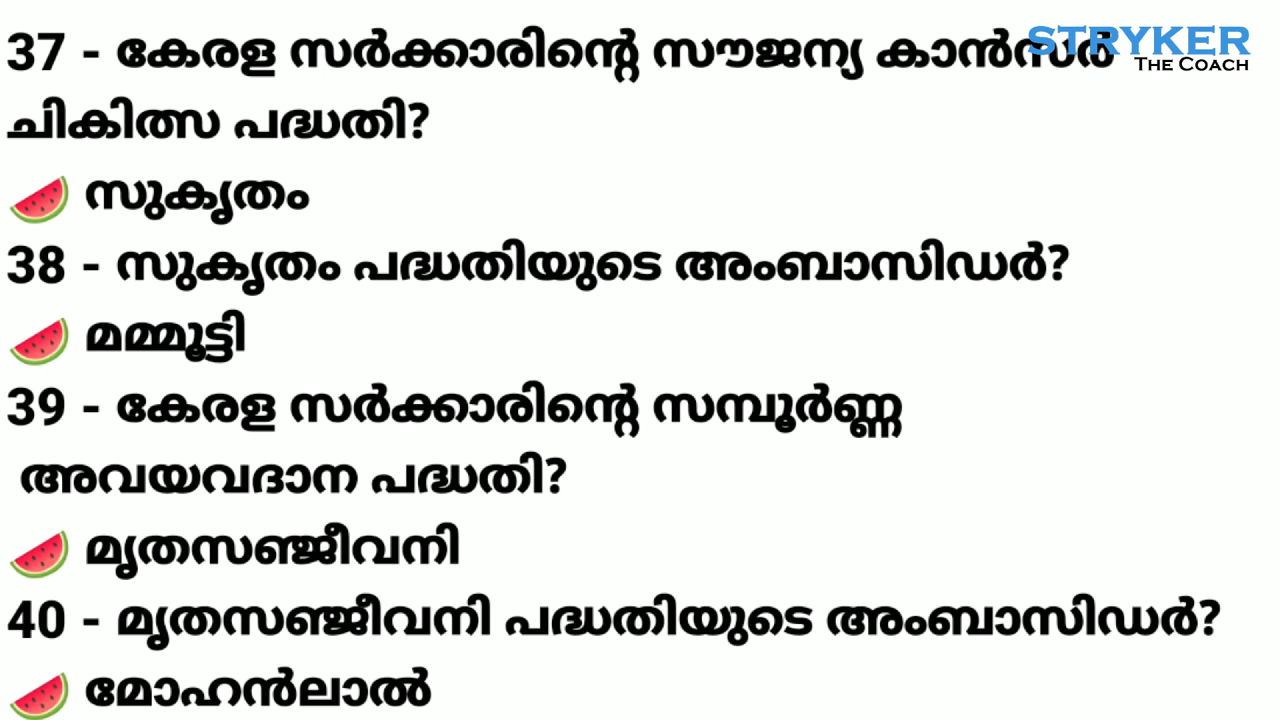 37 - കേരള സർക്കാരിന്റെ സൗജന്യ കാൻസർ
STRYKER
THE COACH
ചികിത്സ പദ്ധതി?
സുകൃതം
38 - സുകൃതം പദ്ധതിയുടെ അംബാസിഡർ?
മമ്മൂട്ടി
39 - കേരള സർക്കാരിന്റെ സമ്പൂർണ്ണ
അവയവദാന പദ്ധതി?
മൃതസഞ്ജീവനി
40 - മൃതസഞ്ജീവനി പദ്ധതിയുടെ അംബാസിഡർ?
മോഹൻലാൽ